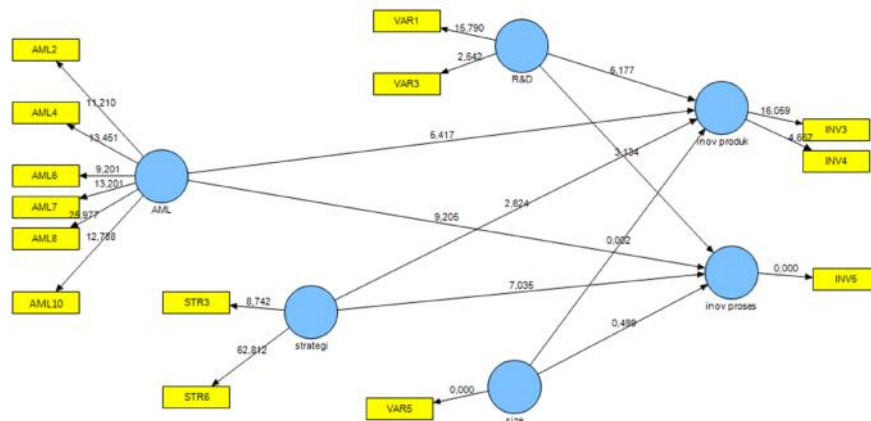 VAR1
15,790
AML2
R&D
2,642
VAR3
6,177
11,210
AML4
16,069
INV3
13,451
5,417
inov produk
4,667
INV4
3,134
9,201
AML6
13,201
AML7
AML
2,624
25,977
9,205
AML8
12,788
0,002
0,000
INV5
7,035
AML10
STR3
8,742
inov proses
strategi
0,499
62,812
STR6
0,000
VAR5
size